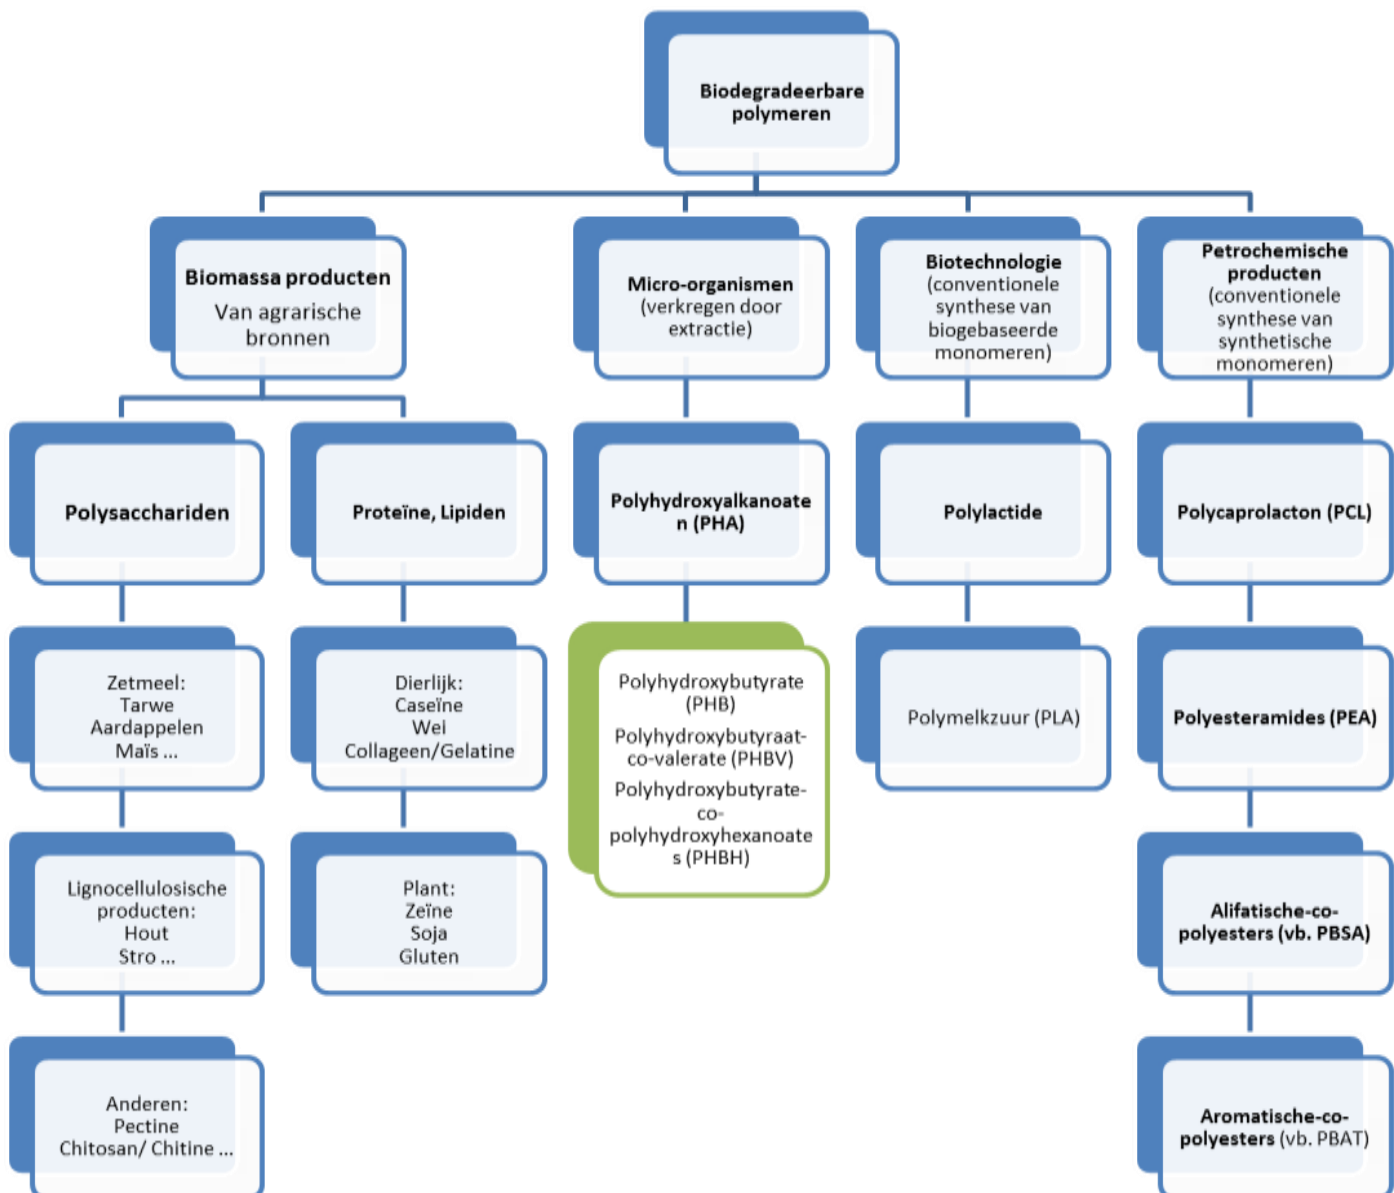 Biodegradeerbare
polymeren
Biomassa producten
Van agrarische
bronnen
Micro-organismen
(verkregen door
extractie)
Biotechnologie
(conventionele
synthese van
biogebaseerde
monomeren)
Petrochemische
producten
(conventionele
synthese van
synthetische
monomeren)
Polysacchariden
Proteïne, Lipiden
Polyhydroxyalkanoate
n (PHA)
Polylactide
Polycaprolacton (PCL)
Zetmeel:
Tarwe
Aardappelen
Maïs ...
Dierlijk:
Caseïne
Wei
Collageen/Gelatine
Polyhydroxybutyrate
(PHB)
Polyhydroxybutyraat-
co-valerate (PHBV)
Polyhydroxybutyrate-
co-
polyhydroxyhexanoate
s (PHBH)
Polymelkzuur (PLA)
Polyesteramides (PEA)
Lignocellulosische
producten:
Hout
Stro ...
Plant:
Zeïne
Soja
Gluten
Alifatische-co-
polyesters (vb. PBSA)
Anderen:
Pectine
Chitosan/ Chitine ...
Aromatische-co-
polyesters (vb. PBAT)